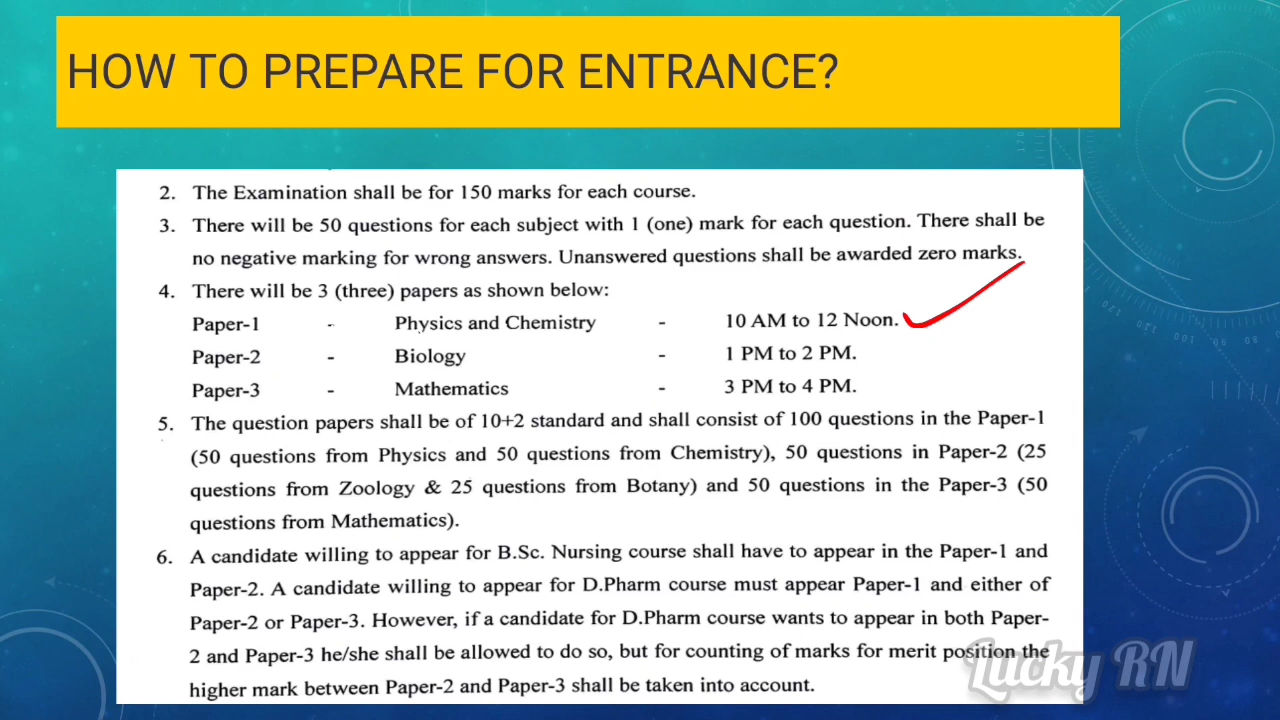 HOW TO PREPARE FOR ENTRANCE?
2. The Examination shall be for 150 marks for each course.
3. There will be 50 questions for each subject with 1 (one) mark for each question. There shall be
no negative marking for wrong answers. Unanswered questions shall be awarded zero marks.
4. There will be 3 (three) papers as shown below:
Paper-1 - Physics and Chemistry - 10 AM to 12 Noon.
Paper-2 - Biology - 1 PM to 2 PM.
Paper-3 - Mathematics - 3 PM to 4 PM.
5. The question papers shall be of 10+2 standard and shall consist of 100 questions in the Paper-1
(50 questions from Physics and 50 questions from Chemistry), 50 questions in Paper-2 (25
questions from Zoology & 25 questions from Botany) and 50 questions in the Paper-3 (50
questions from Mathematics).
6. A candidate willing to appear for B.Sc. Nursing course shall have to appear in the Paper-1 and
Paper-2. A candidate willing to appear for D.Pharm course must appear Paper-1 and either of
Paper-2 or Paper-3. However, if a candidate for D.Pharm course wants to appear in both Paper-
2 and Paper-3 he/she shall be allowed to do so, but for counting of marks for merit position the
higher mark between Paper-2 and Paper-3 shall be taken into account.
Lucky RN